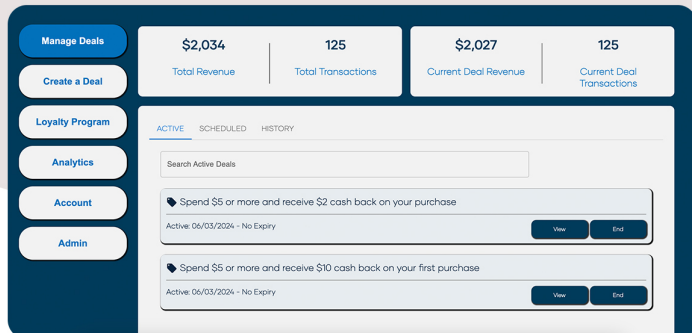 Manage Deals
Create a Deal
Loyalty Program
Analytics
Account
Admin
$2,034
Total Revenue
125
Total Transactions
$2,027
Current Deal Revenue
125
Current Deal
Transactions
ACTIVE SCHEDULED HISTORY
Search Active Deals
Spend $5 or more and receive $2 cash back on your purchase
Active: 06/03/2024 - No Expiry
View End
Spend $5 or more and receive $10 cash back on your first purchase
Active: 06/03/2024 - No Expiry
View End